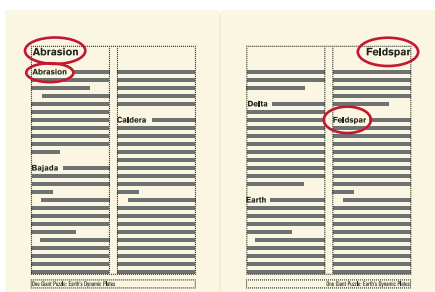 Abrasion
Abrasion
Caldera
Bajada
One Giant Puzzle: Earth's Dynamic Plates
Feldspar
Delta
Feldspar
Earth
One Giant Puzzle: Earth's Dynamic Plates